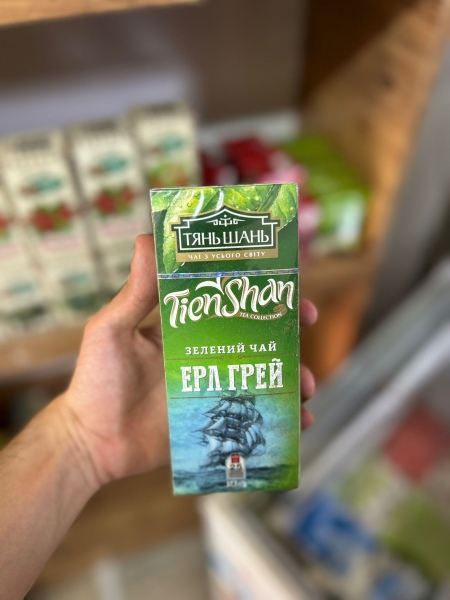 ТЯНЬ ШАНЬ
ЧАЇ З УСЬОГО СВІТУ
TienShan
TEA COLLECTION
ЗЕЛЕНИЙ ЧАЙ
ЕРЛ ГРЕЙ